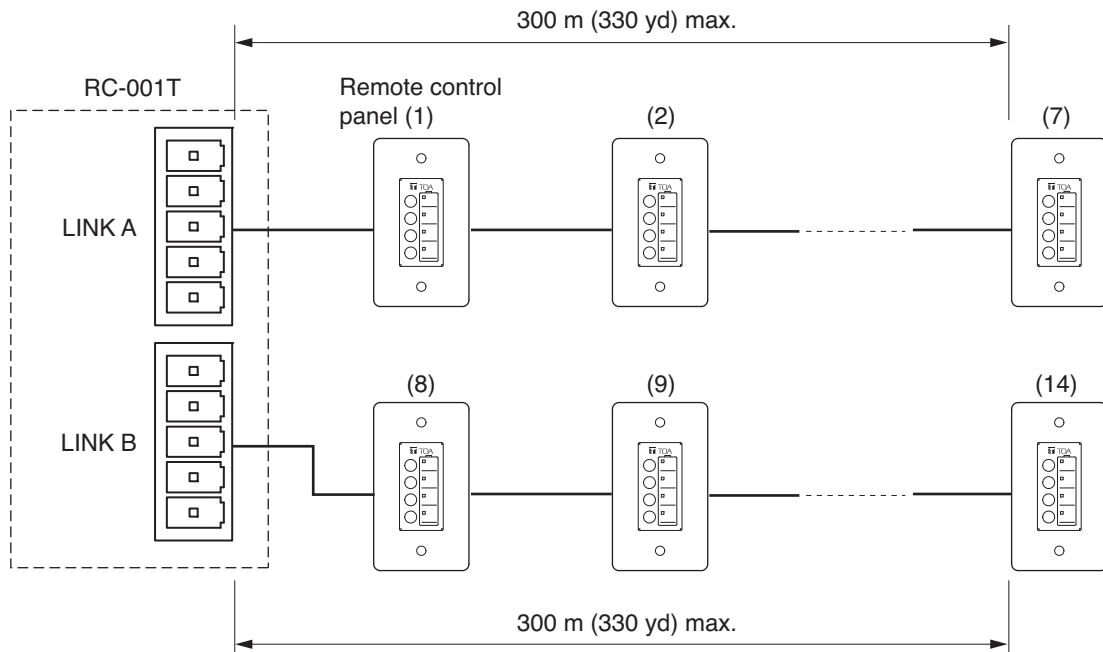 300 m (330 yd) max.
RC-001T
Remote control
panel (1)
(2)
(7)
TOA
TOA
TOA
LINK A
(8)
(9)
(14)
LINK B
TOA
TOA
TOA
300 m (330 yd) max.